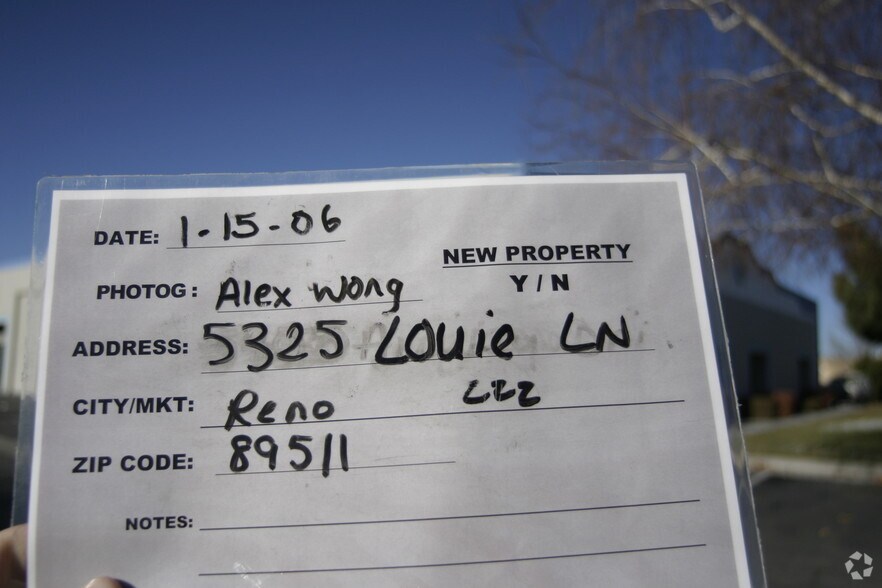 DATE: 1-15-06
NEW PROPERTY
PHOTOG: Alex Wong
Y / N
ADDRESS: 5325 Louie LN
CITY/MKT: Reno
ZIP CODE: 89511
NOTES: